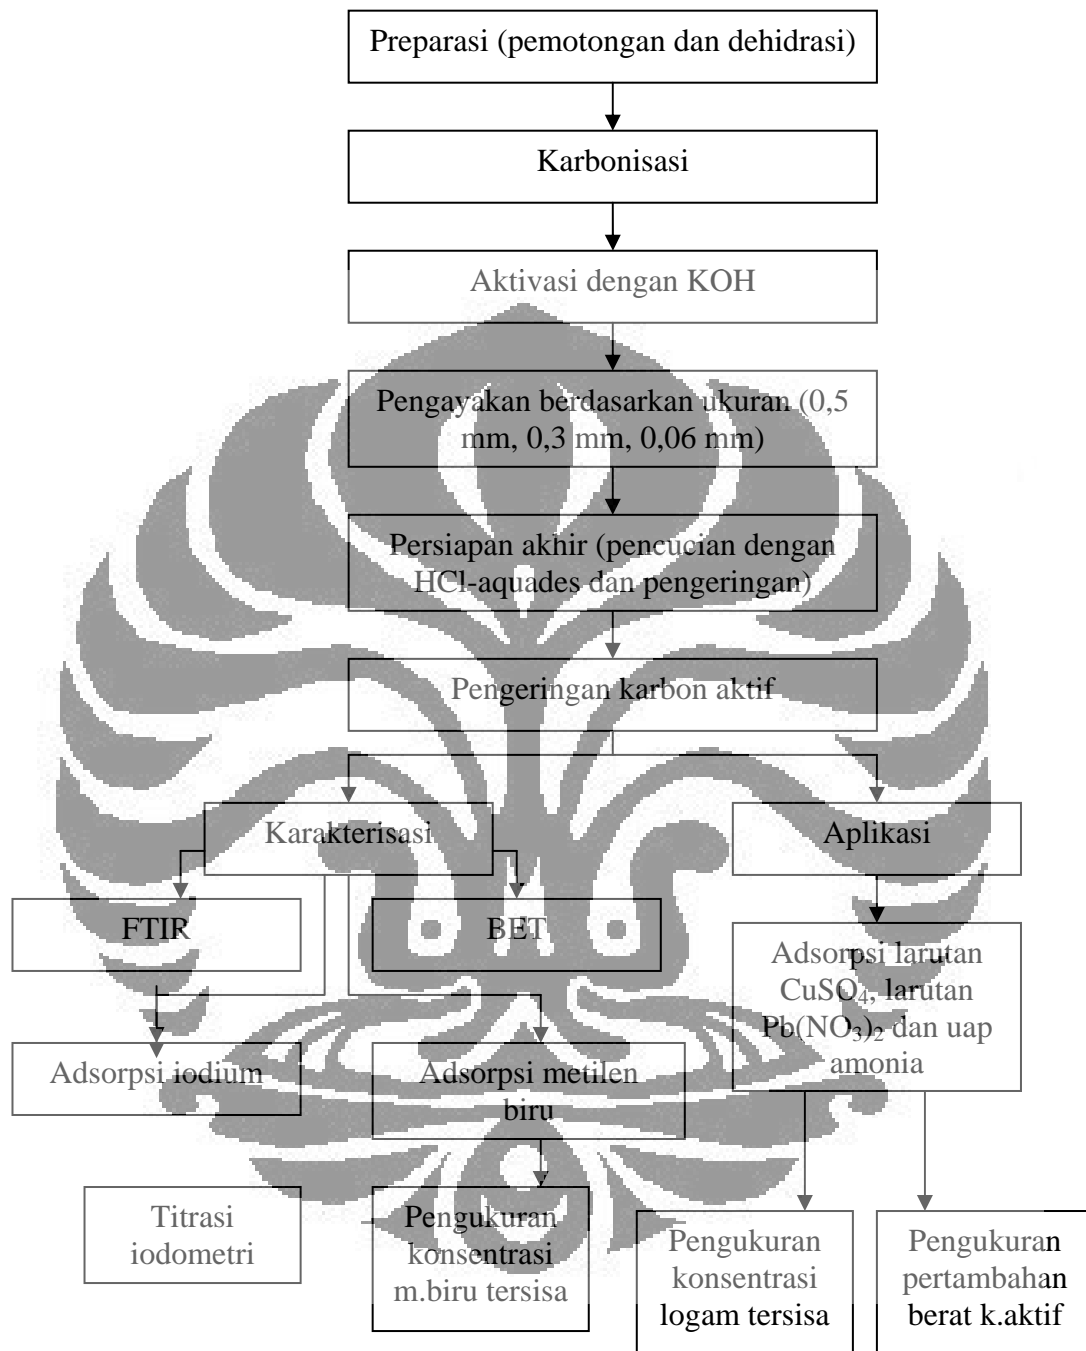 Preparasi (pemotongan dan dehidrasi)
Karbonisasi
Aktivasi dengan KOH
Pengayakan berdasarkan ukuran (0,5
mm, 0,3 mm, 0,06 mm)
Persiapan akhir (pencucian dengan
HCl-aquades dan pengeringan)
Pengeringan karbon aktif
Karakterisasi
Aplikasi
FTIR
BET
Adsorpsi larutan
CuSO₄, larutan
Pb(NO₃)₂ dan uap
amonia
Adsorpsi iodium
Adsorpsi metilen
biru
Titrasi
iodometri
Pengukuran
konsentrasi
m.biru tersisa
Pengukuran
konsentrasi
logam tersisa
Pengukuran
pertambahan
berat k.aktif